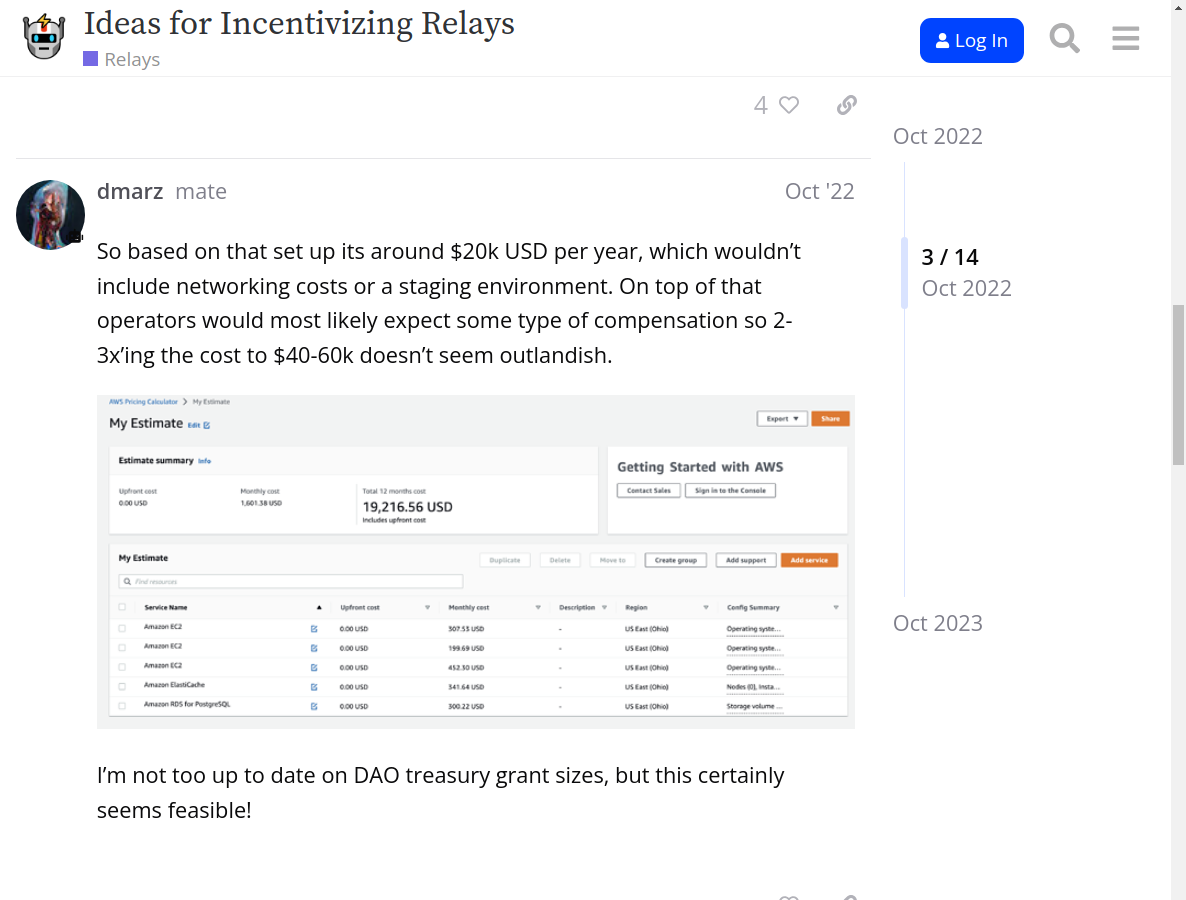 Ideas for Incentivizing Relays
Relays
Log In
4
Oct 2022
dmarz mate
Oct '22
So based on that set up its around $20k USD per year, which wouldn’t
include networking costs or a staging environment. On top of that
operators would most likely expect some type of compensation so 2-
3x’ing the cost to $40-60k doesn’t seem outlandish.
3 / 14
Oct 2022
AWS Pricing Calculator > My Estimate
My Estimate Edit
Export Share
Estimate summary Info
Upfront cost Monthly cost Total 12 months cost
0.00 USD 1,601.38 USD 19,216.56 USD
Includes upfront cost
Getting Started with AWS
Contact Sales Sign in to the Console
My Estimate
Duplicate Delete Move to Create group Add support Add service
Find resources
Service Name Upfront cost Monthly cost Description Region Config Summary
Amazon EC2 0.00 USD 307.53 USD - US East (Ohio) Operating syste...
Amazon EC2 0.00 USD 199.69 USD - US East (Ohio) Operating syste...
Amazon EC2 0.00 USD 452.30 USD - US East (Ohio) Operating syste...
Amazon ElastiCache 0.00 USD 341.64 USD - US East (Ohio) Nodes (0), Insta...
Amazon RDS for PostgreSQL 0.00 USD 300.22 USD - US East (Ohio) Storage volume ...
Oct 2023
I’m not too up to date on DAO treasury grant sizes, but this certainly
seems feasible!